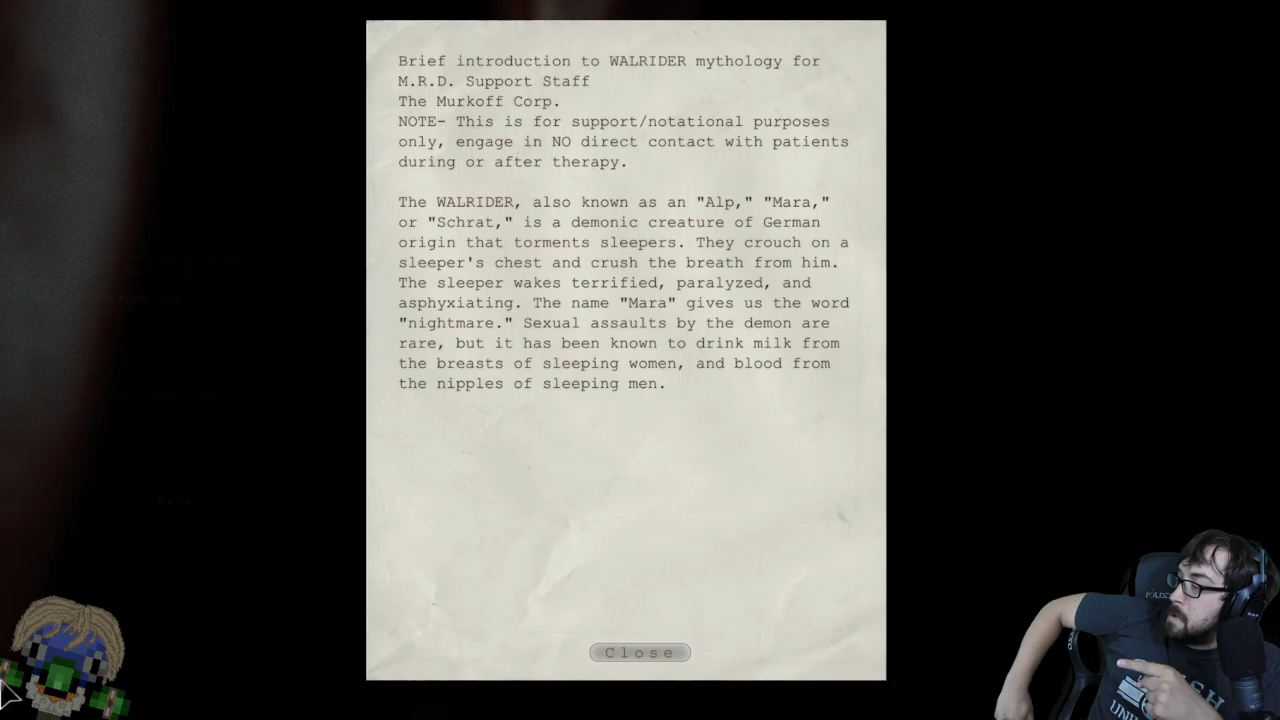 Brief introduction to WALRIDER mythology for
M.R.D. Support Staff
The Murkoff Corp.
NOTE- This is for support/notational purposes
only, engage in NO direct contact with patients
during or after therapy.
The WALRIDER, also known as an "Alp," "Mara,"
or "Schrat," is a demonic creature of German
origin that torments sleepers. They crouch on a
sleeper's chest and crush the breath from him.
The sleeper wakes terrified, paralyzed, and
asphyxiating. The name "Mara" gives us the word
"nightmare." Sexual assaults by the demon are
rare, but it has been known to drink milk from
the breasts of sleeping women, and blood from
the nipples of sleeping men.
Close